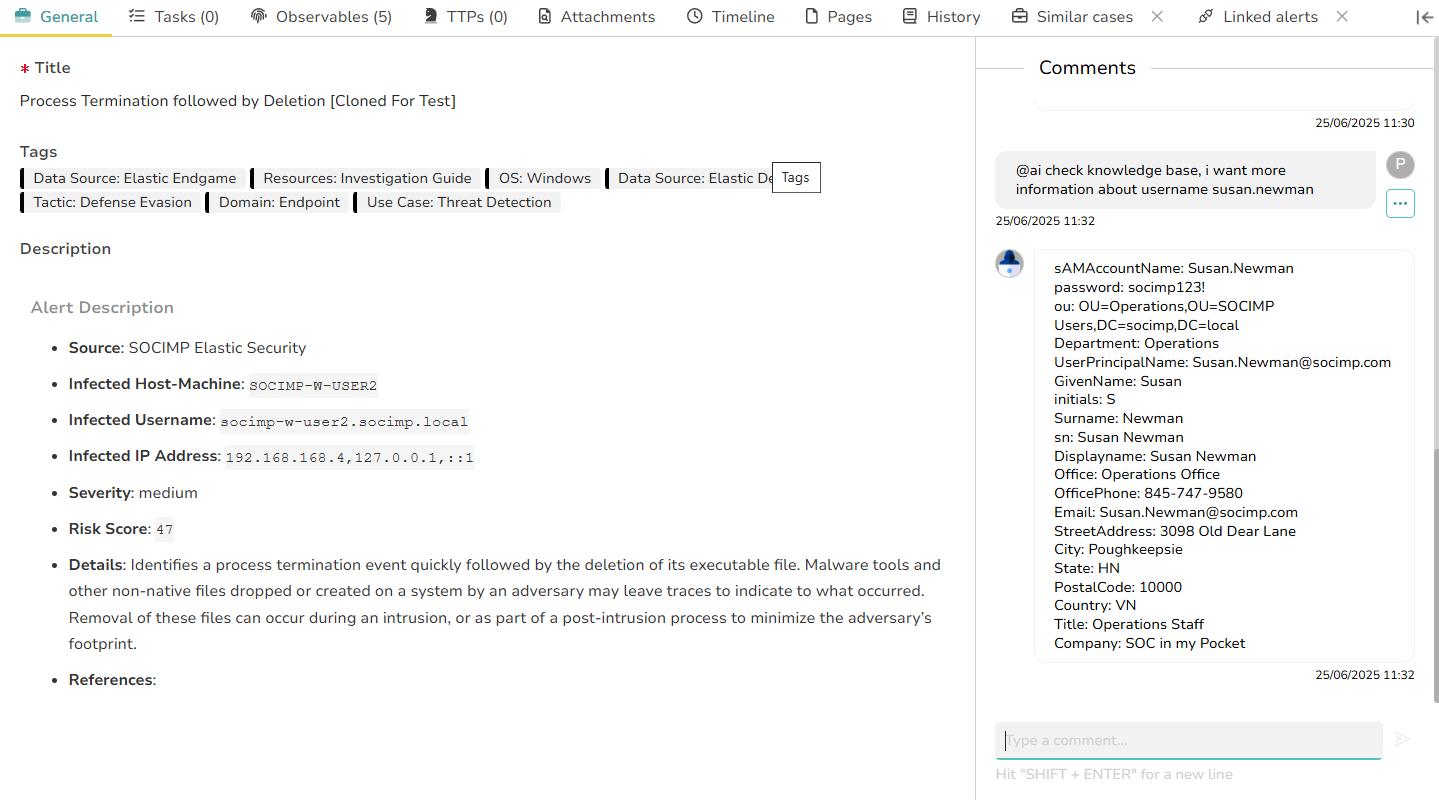 General Tasks (0) Observables (5) TTPs (0) Attachments Timeline Pages History Similar cases Linked alerts
* Title
Process Termination followed by Deletion [Cloned For Test]
Tags
Data Source: Elastic Endgame Resources: Investigation Guide OS: Windows Data Source: Elastic De Tags
Tactic: Defense Evasion Domain: Endpoint Use Case: Threat Detection
Description
Alert Description
• Source: SOCIMP Elastic Security
• Infected Host-Machine: SOCIMP-W-USER2
• Infected Username: socimp-w-user2.socimp.local
• Infected IP Address: 192.168.168.4,127.0.0.1,::1
• Severity: medium
• Risk Score: 47
• Details: Identifies a process termination event quickly followed by the deletion of its executable file. Malware tools and
other non-native files dropped or created on a system by an adversary may leave traces to indicate to what occurred.
Removal of these files can occur during an intrusion, or as part of a post-intrusion process to minimize the adversary's
footprint.
• References:
Comments
25/06/2025 11:30
@ai check knowledge base, i want more
information about username susan.newman
P
25/06/2025 11:32
sAMAccountName: Susan.Newman
password: socimp123!
ou: OU=Operations,OU=SOCIMP
Users,DC=socimp,DC=local
Department: Operations
UserPrincipalName: Susan.Newman@socimp.com
GivenName: Susan
initials: S
Surname: Newman
sn: Susan Newman
Displayname: Susan Newman
Office: Operations Office
OfficePhone: 845-747-9580
Email: Susan.Newman@socimp.com
StreetAddress: 3098 Old Dear Lane
City: Poughkeepsie
State: HN
PostalCode: 10000
Country: VN
Title: Operations Staff
Company: SOC in my Pocket
25/06/2025 11:32
Type a comment...
Hit "SHIFT + ENTER" for a new line